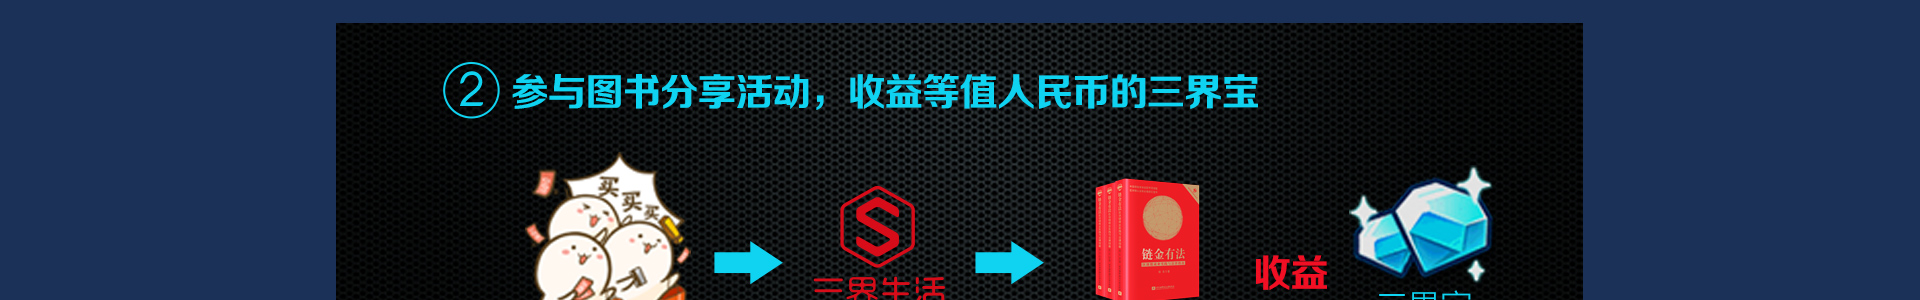 ② 参与图书分享活动，收益等值人民币的三界宝
买
买
买
三界生活
链金有法
收益
三界宝